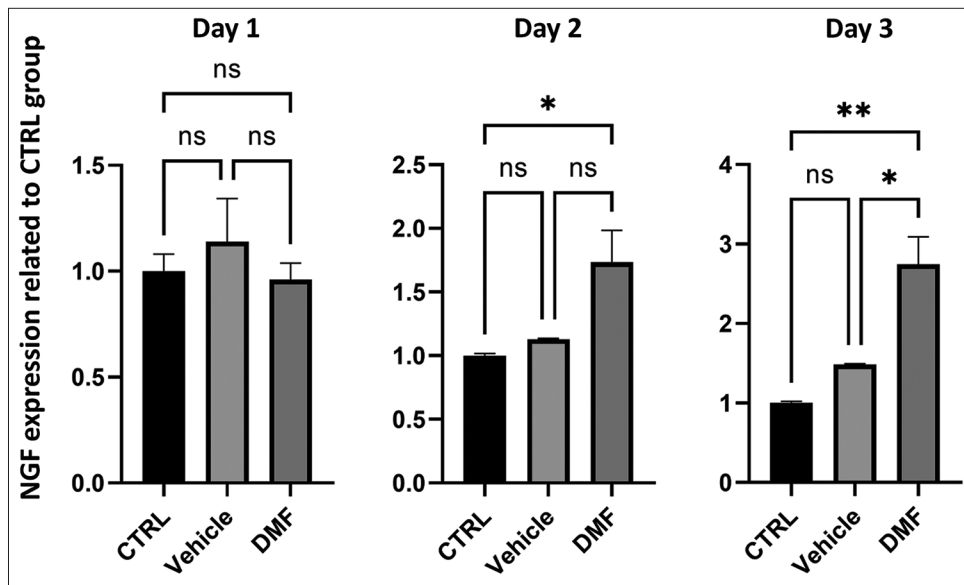 NGF expression related to CTRL group
Day 1
ns
ns ns
1.5
1.0
0.5
0.0
CTRL Vehicle DMF
Day 2
*
ns ns
2.5
2.0
1.5
1.0
0.5
0.0
CTRL Vehicle DMF
Day 3
**
ns *
4
3
2
1
0
CTRL Vehicle DMF